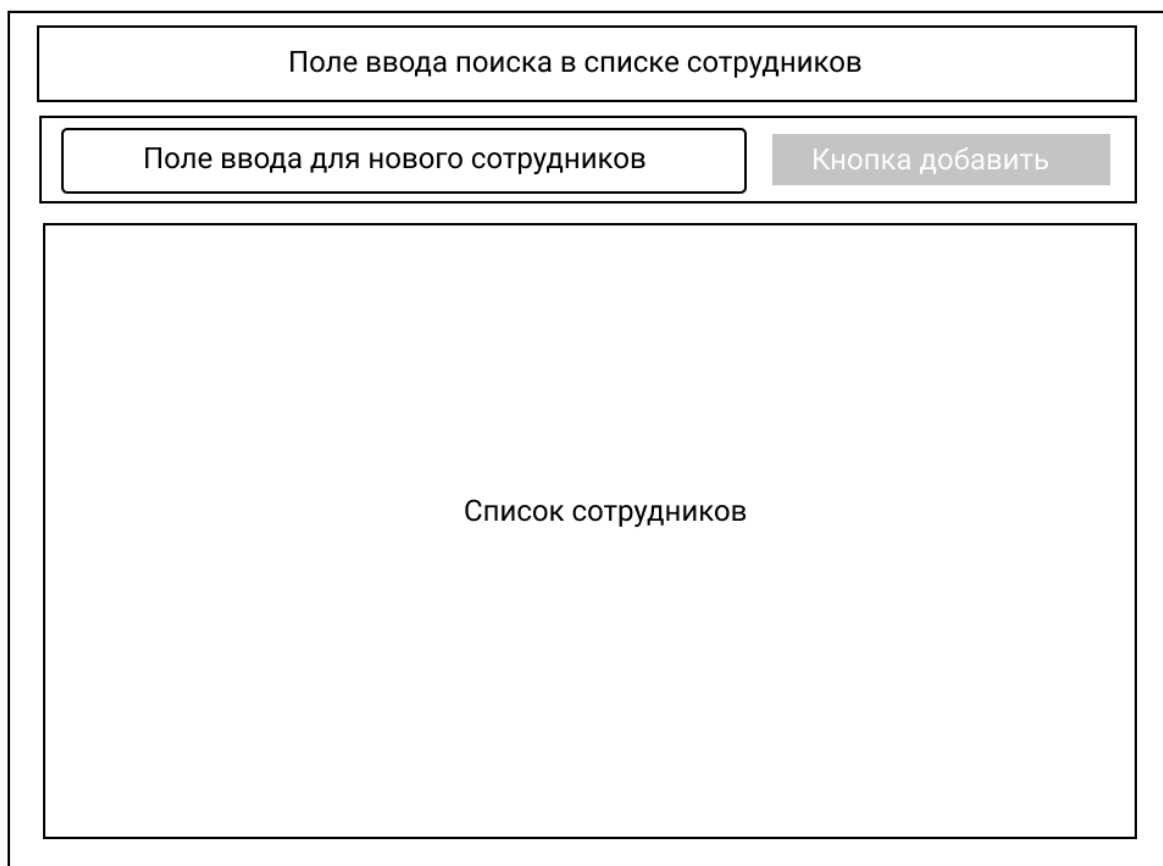 Поле ввода поиска в списке сотрудников
Поле ввода для нового сотрудников
Кнопка добавить
Список сотрудников